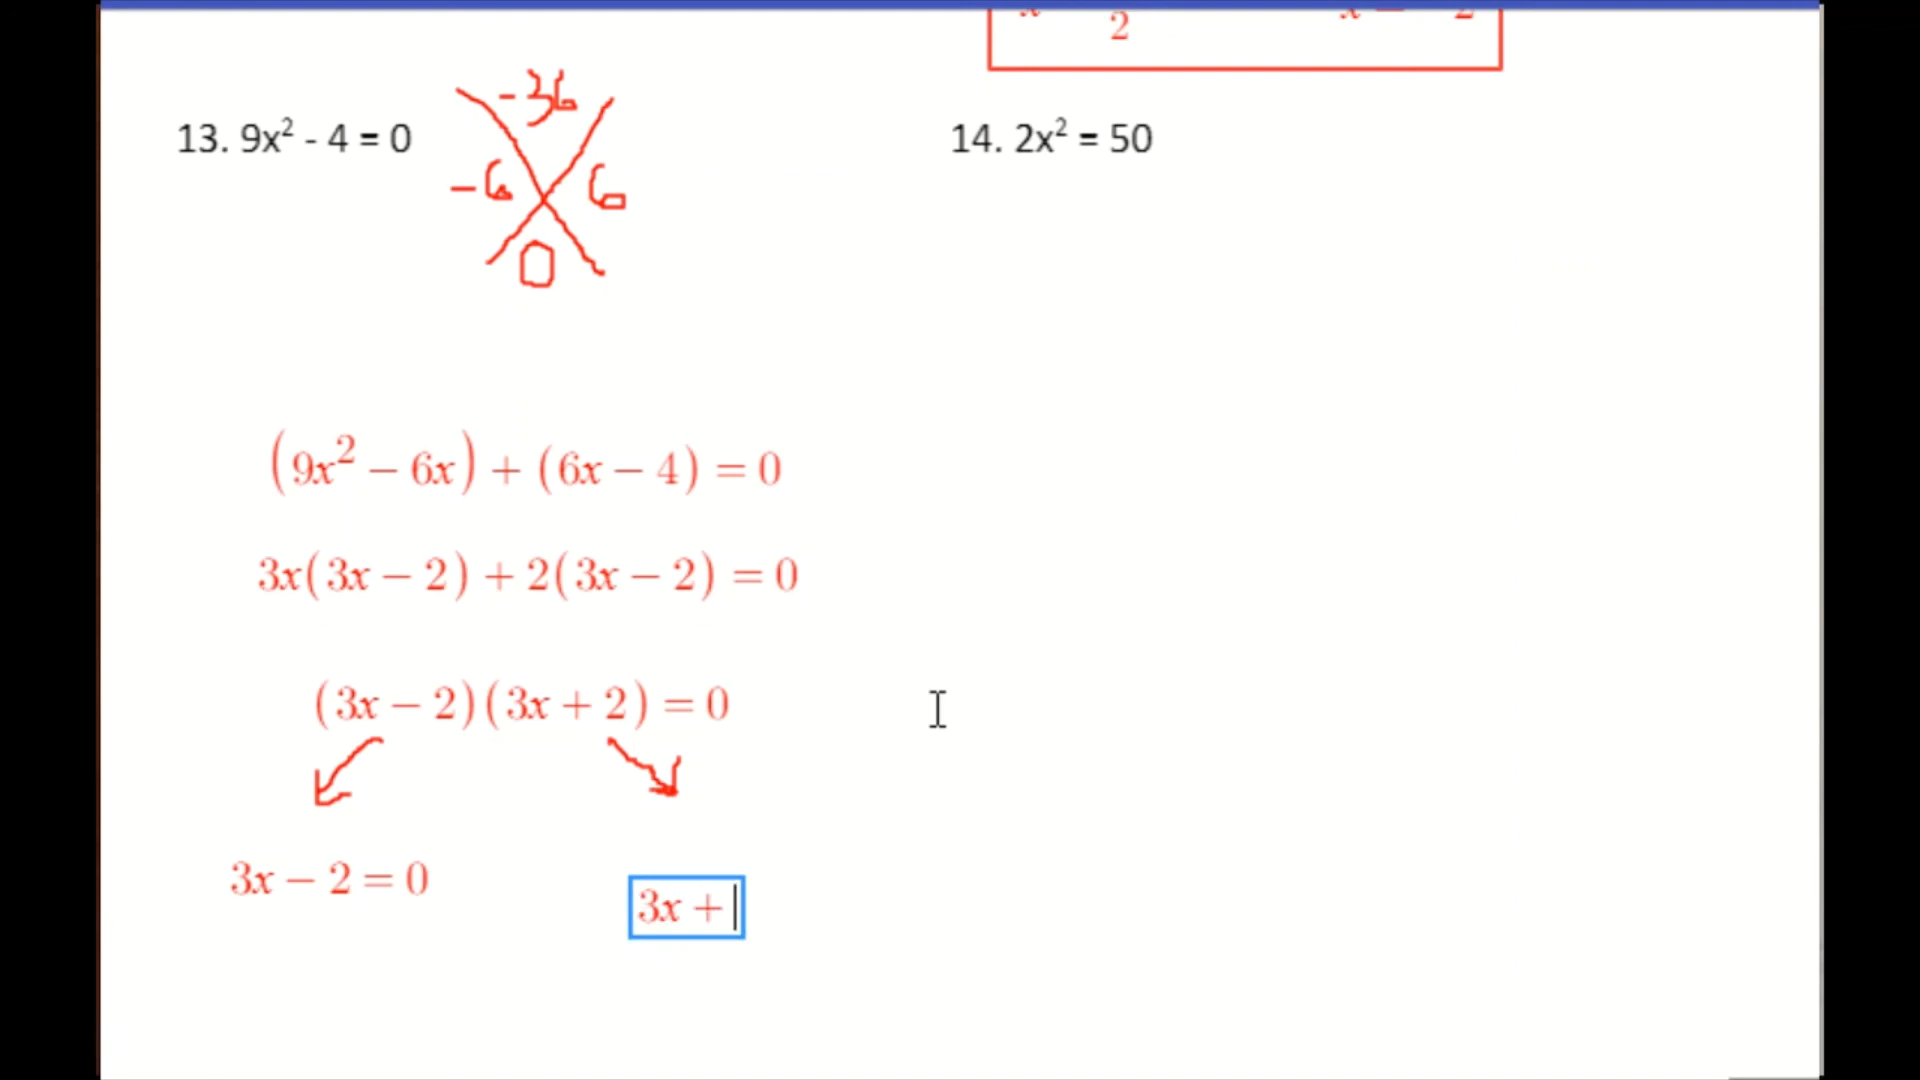 2
13. 9x² - 4 = 0
-36
-6 6
0
(9x² − 6x) + (6x − 4) = 0
3x(3x − 2) + 2(3x − 2) = 0
(3x − 2)(3x + 2) = 0
3x − 2 = 0
3x +
14. 2x² = 50